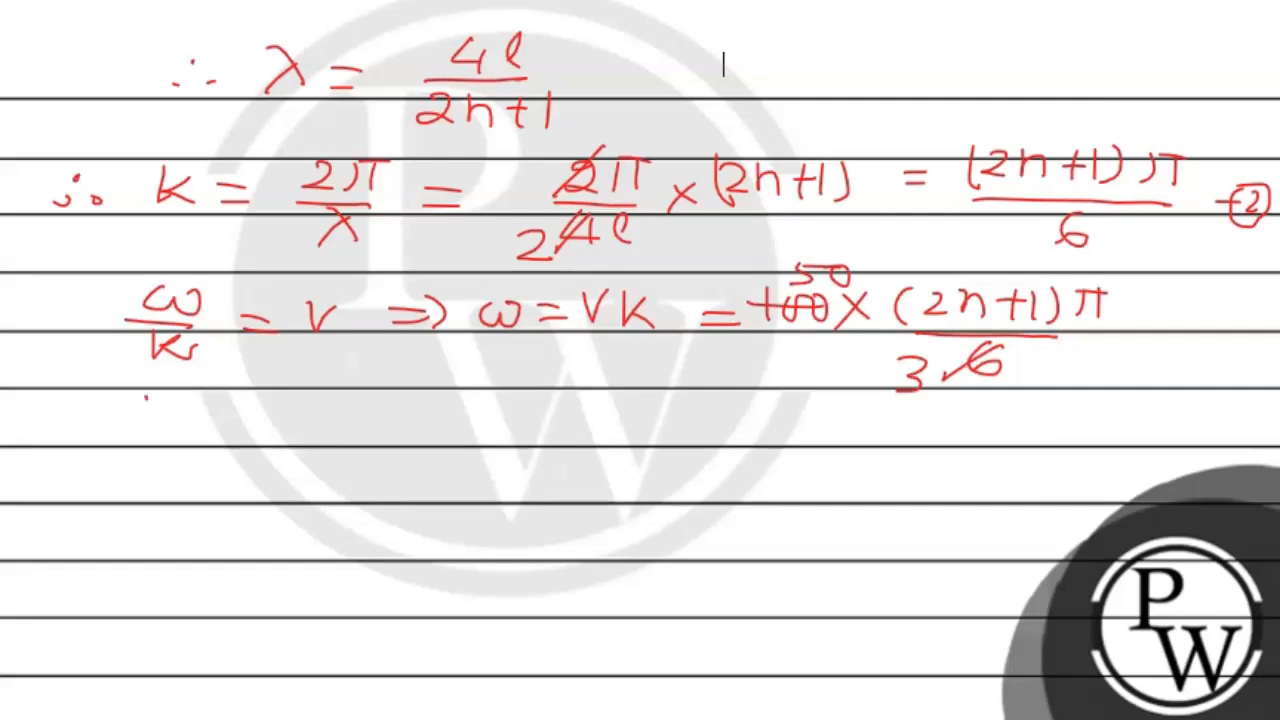 ∴ λ = 4l / 2n+1
∴ k = 2π / λ = 2π / 2 4l × (2n+1) = (2n+1)π / 6 —②
ω / k = v ⇒ ω = vk = 50 100 × (2n+1)π / 3 6
PW